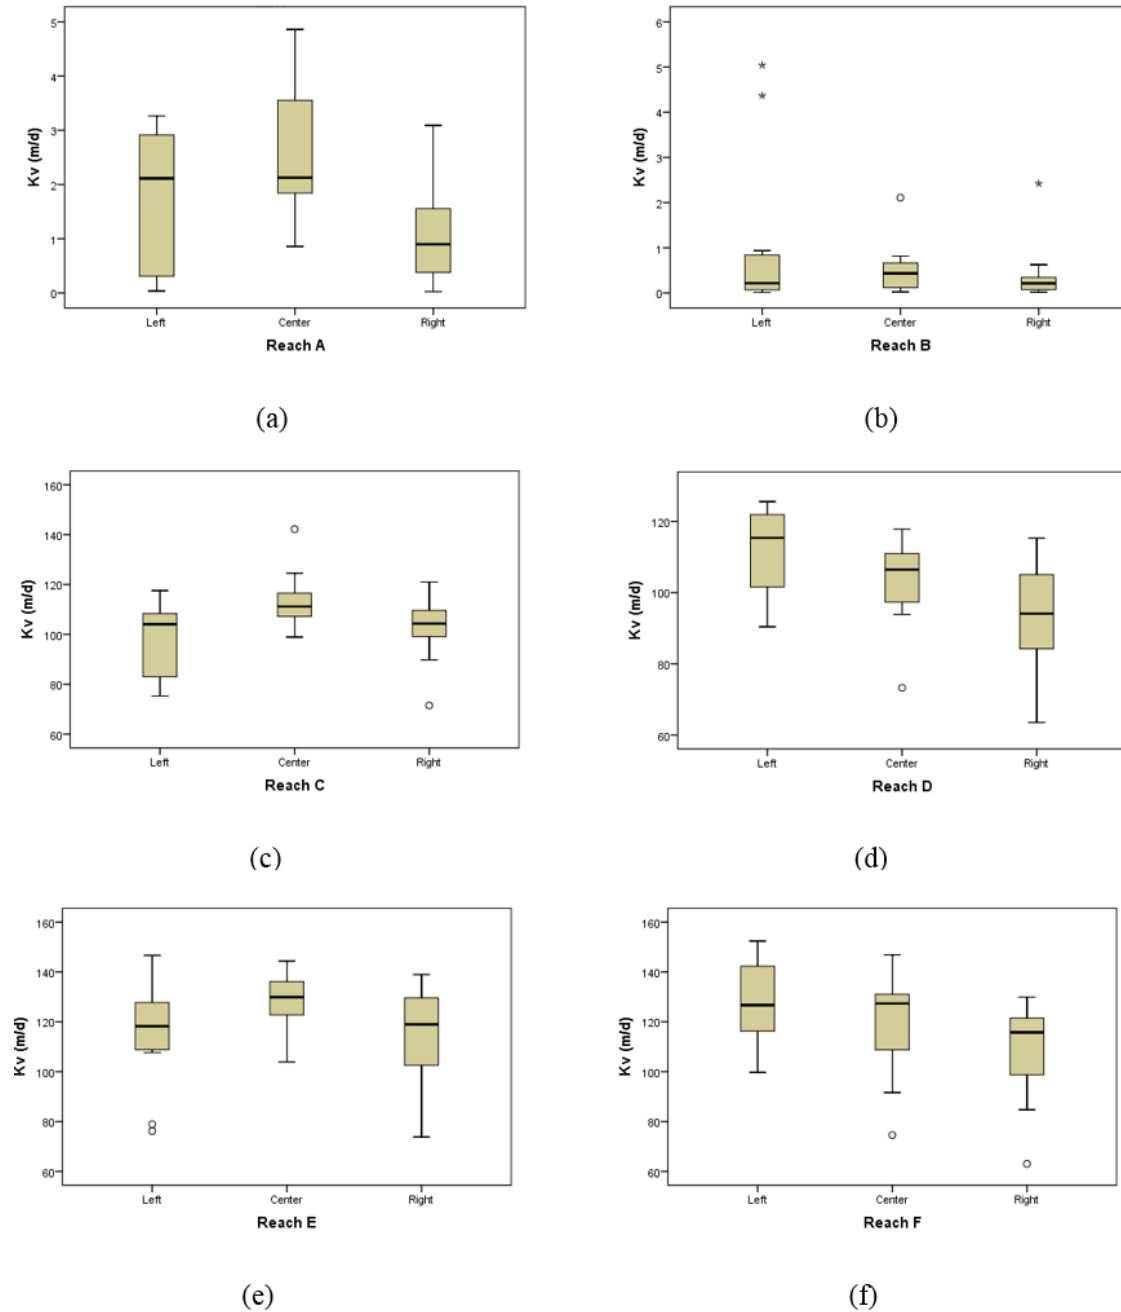 5
4
3
2
1
0
Kv (m/d)
Left
Center
Right
Reach A
(a)
6
5
4
3
2
1
0
Kv (m/d)
Left
Center
Right
Reach B
(b)
160
140
120
100
80
60
Kv (m/d)
Left
Center
Right
Reach C
(c)
120
100
80
60
Kv (m/d)
Left
Center
Right
Reach D
(d)
160
140
120
100
80
60
Kv (m/d)
Left
Center
Right
Reach E
(e)
160
140
120
100
80
60
Kv (m/d)
Left
Center
Right
Reach F
(f)